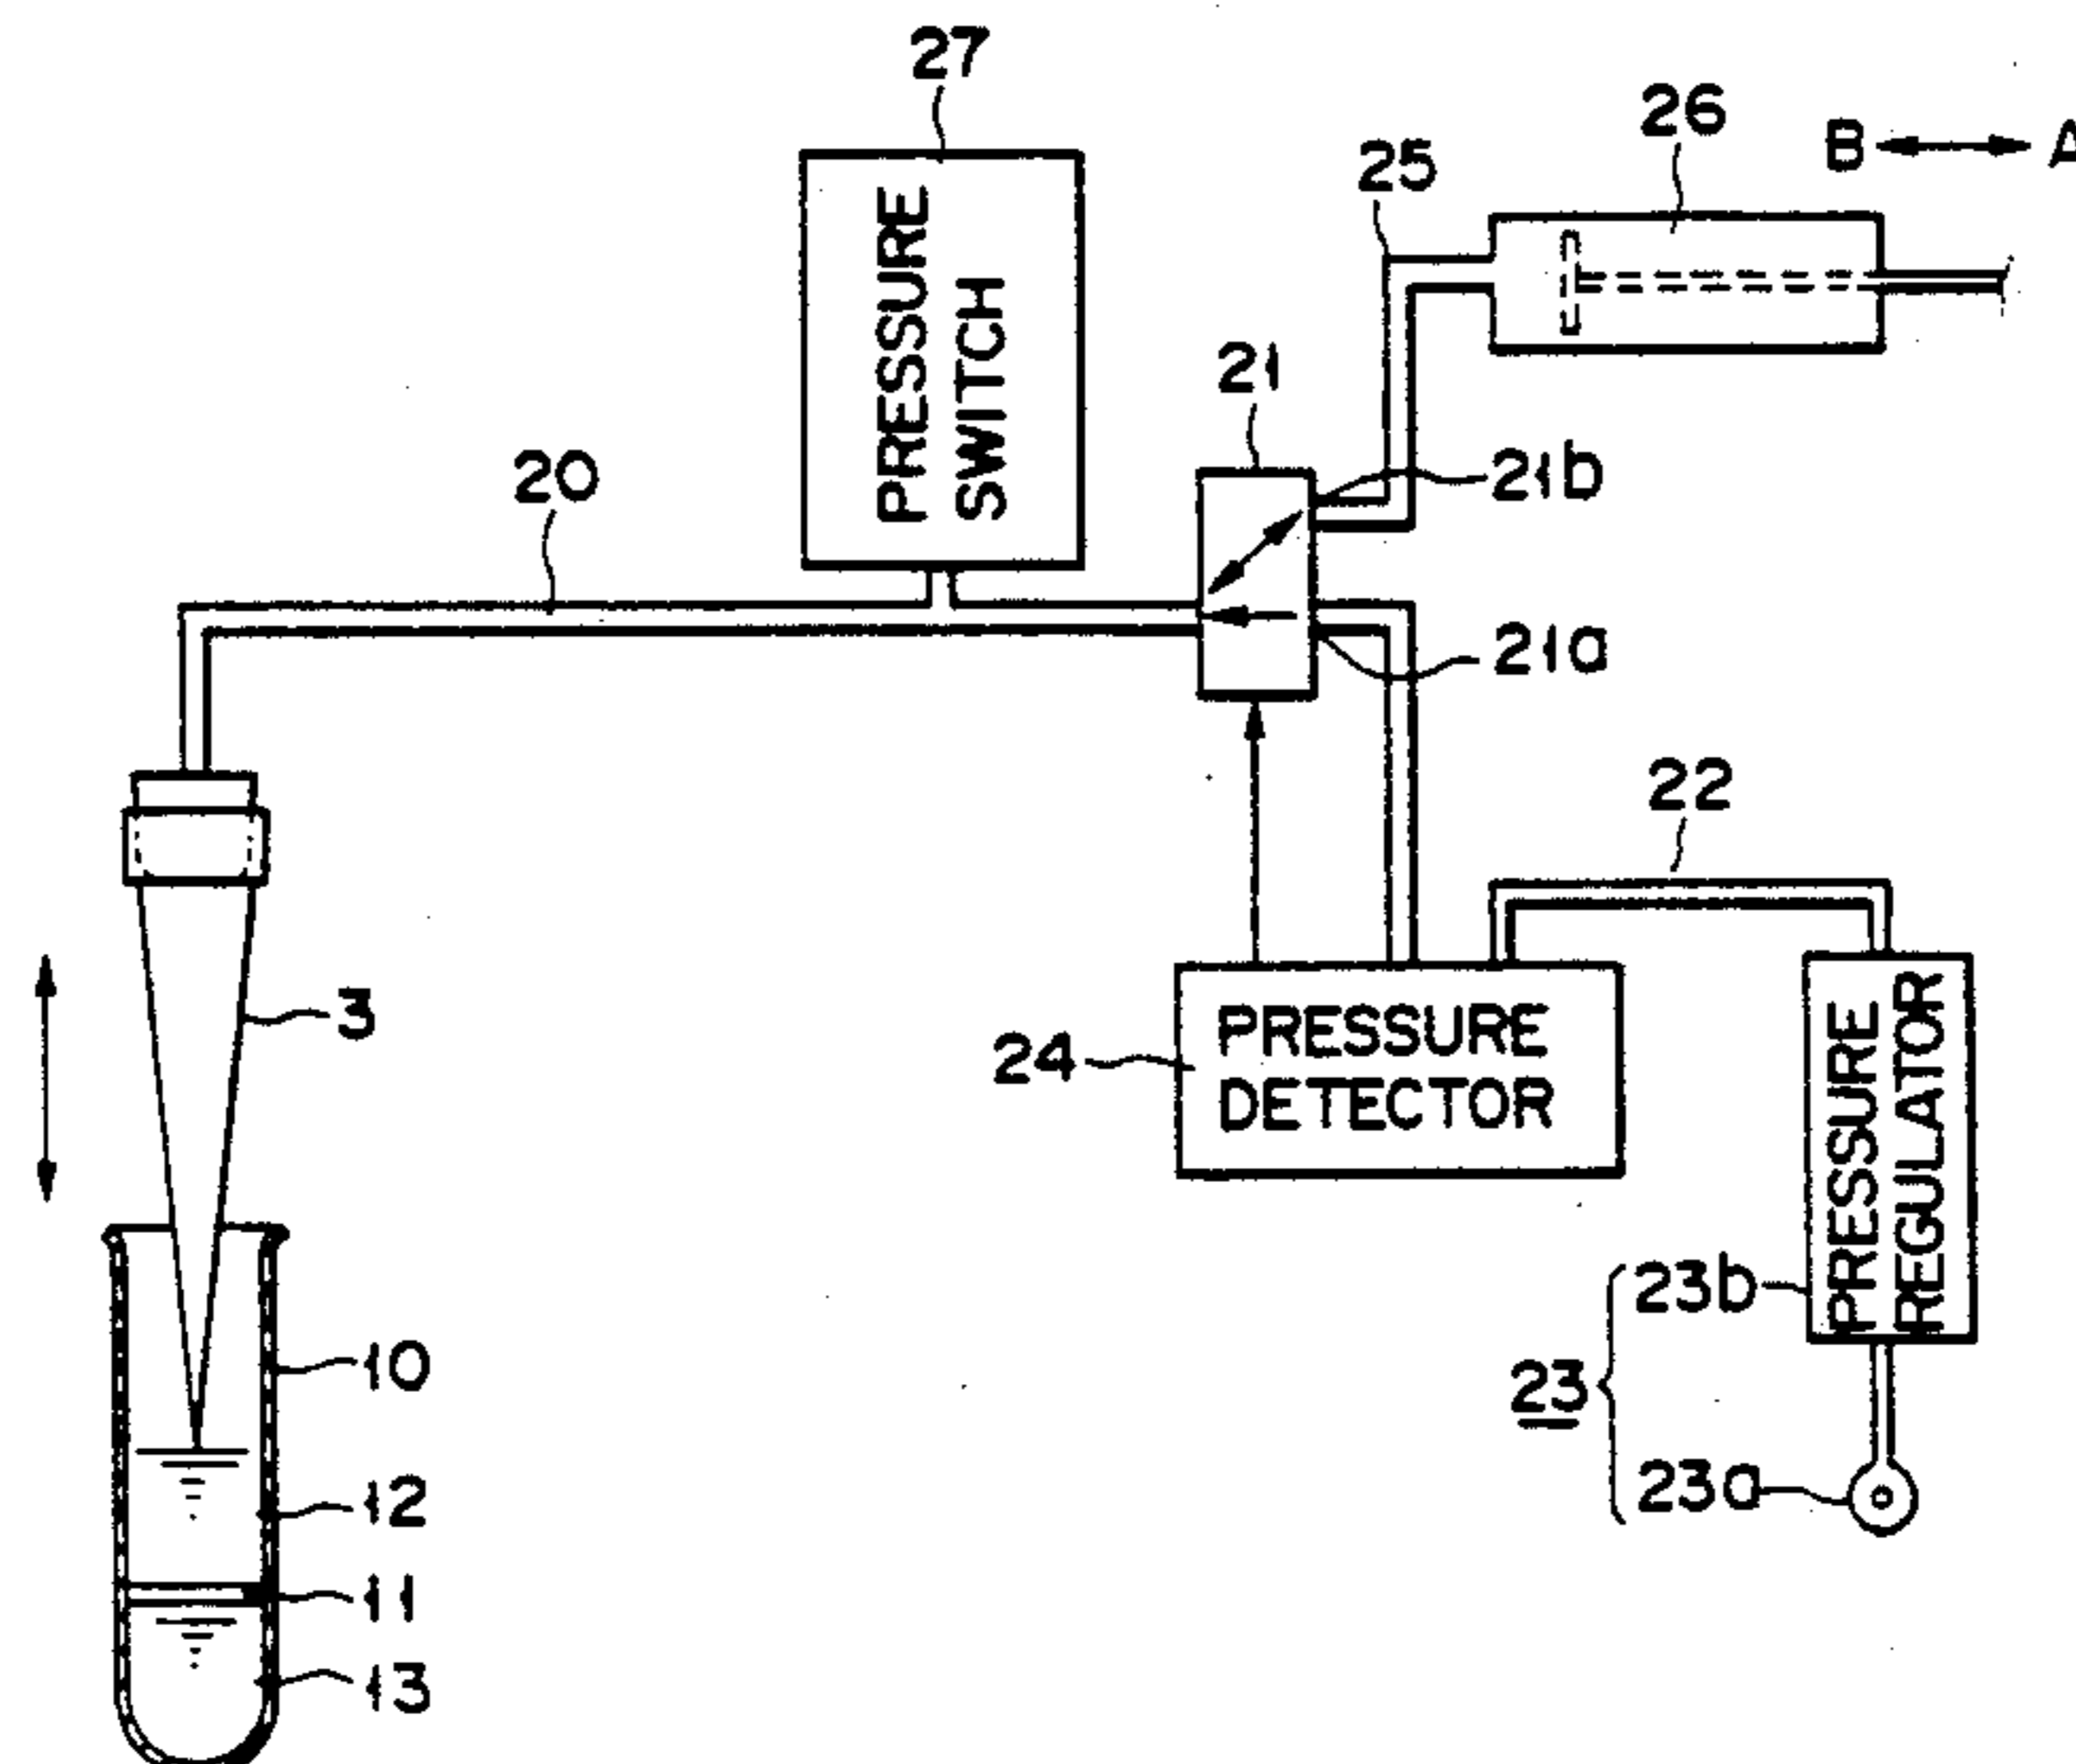 27
26
B
A
25
PRESSURE
SWITCH
21
20
21b
21a
22
3
24
PRESSURE
DETECTOR
PRESSURE
REGULATOR
23b
10
23
23a
12
11
13